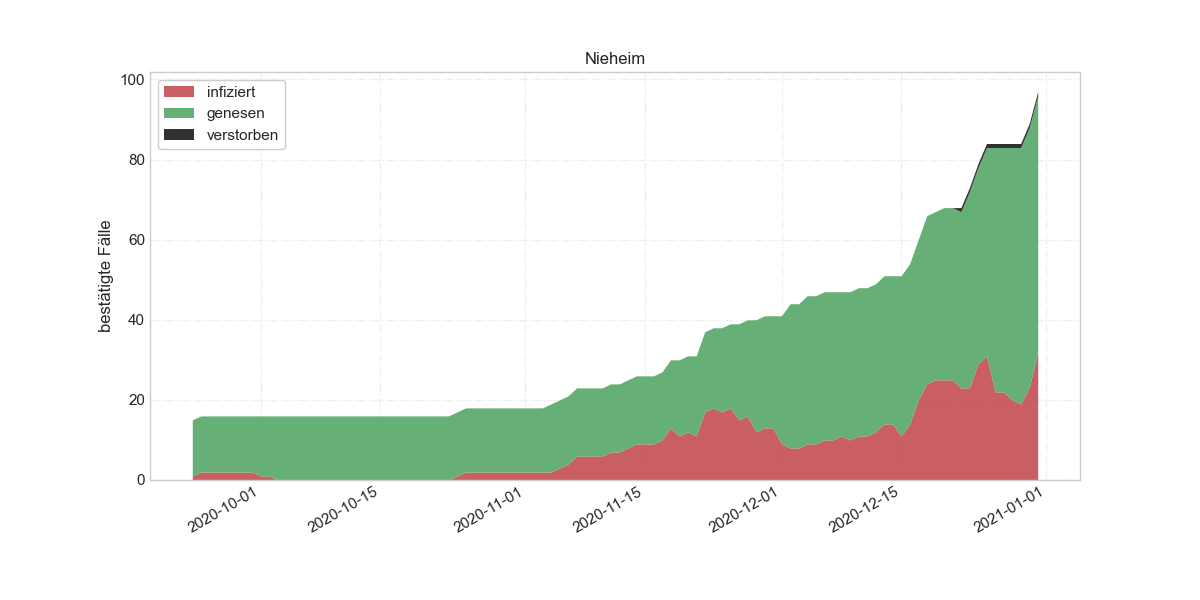 Nieheim
infiziert
genesen
verstorben
bestätigte Fälle
100
80
60
40
20
0
2020-10-01
2020-10-15
2020-11-01
2020-11-15
2020-12-01
2020-12-15
2021-01-01